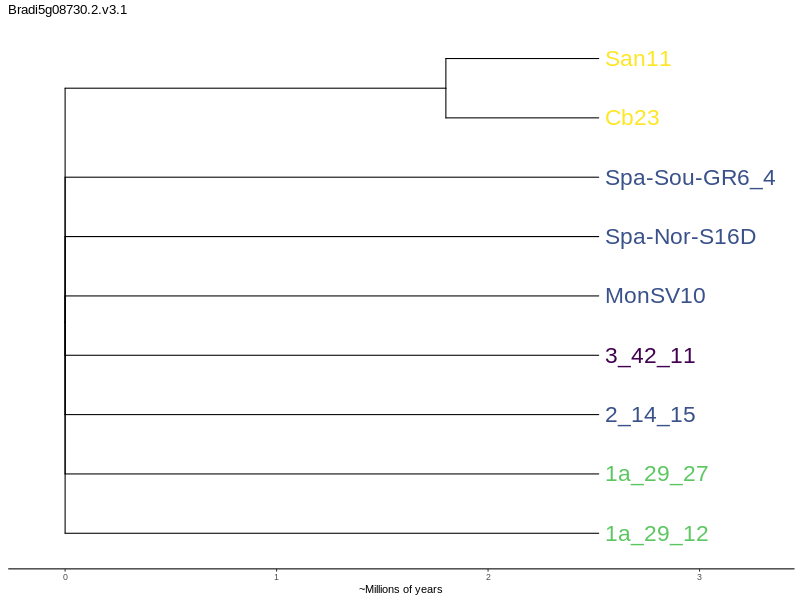 Bradi5g08730.2.v3.1
San11
Cb23
Spa-Sou-GR6_4
Spa-Nor-S16D
MonSV10
3_42_11
2_14_15
1a_29_27
1a_29_12
0 1 2 3
~Millions of years